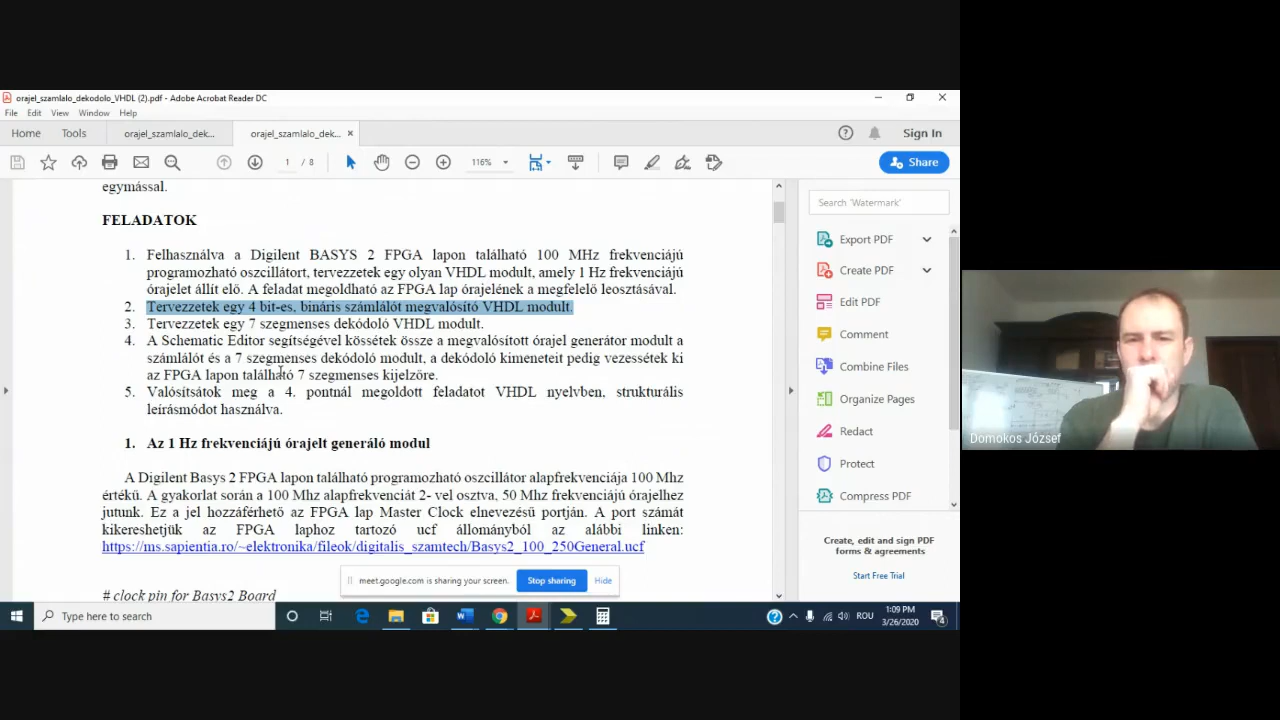 orajel_szamlalo_dekodolo_VHDL (2).pdf - Adobe Acrobat Reader DC
File Edit View Window Help
Home Tools orajel_szamlalo_dek... orajel_szamlalo_dek... × Sign In
1 / 8 116% Share
egymással.
FELADATOK
1. Felhasználva a Digilent BASYS 2 FPGA lapon található 100 MHz frekvenciájú
programozható oszcillátort, tervezzetek egy olyan VHDL modult, amely 1 Hz frekvenciájú
órajelet állít elő. A feladat megoldható az FPGA lap órajelének a megfelelő leosztásával.
2. Tervezzetek egy 4 bit-es, bináris számlálót megvalósító VHDL modult.
3. Tervezzetek egy 7 szegmenses dekódoló VHDL modult.
4. A Schematic Editor segítségével kössétek össze a megvalósított órajel generátor modult a
számlálót és a 7 szegmenses dekódoló modult, a dekódoló kimeneteit pedig vezessétek ki
az FPGA lapon található 7 szegmenses kijelzőre.
5. Valósítsátok meg a 4. pontnál megoldott feladatot VHDL nyelvben, strukturális
leírásmódot használva.
1. Az 1 Hz frekvenciájú órajelt generáló modul
A Digilent Basys 2 FPGA lapon található programozható oszcillátor alapfrekvenciája 100 Mhz
értékű. A gyakorlat során a 100 Mhz alapfrekvenciát 2- vel osztva, 50 Mhz frekvenciájú órajelhez
jutunk. Ez a jel hozzáférhető az FPGA lap Master Clock elnevezésű portján. A port számát
kikereshetjük az FPGA laphoz tartozó ucf állományból az alábbi linken:
https://ms.sapientia.ro/~elektronika/fileok/digitalis_szamtech/Basys2_100_250General.ucf
# clock pin for Basys2 Board
Search 'Watermark'
Export PDF
Create PDF
Edit PDF
Comment
Combine Files
Organize Pages
Redact
Protect
Compress PDF
Create, edit and sign PDF
forms & agreements
Start Free Trial
meet.google.com is sharing your screen. Stop sharing Hide
Type here to search
ROU
1:09 PM
3/26/2020
4
Domokos József